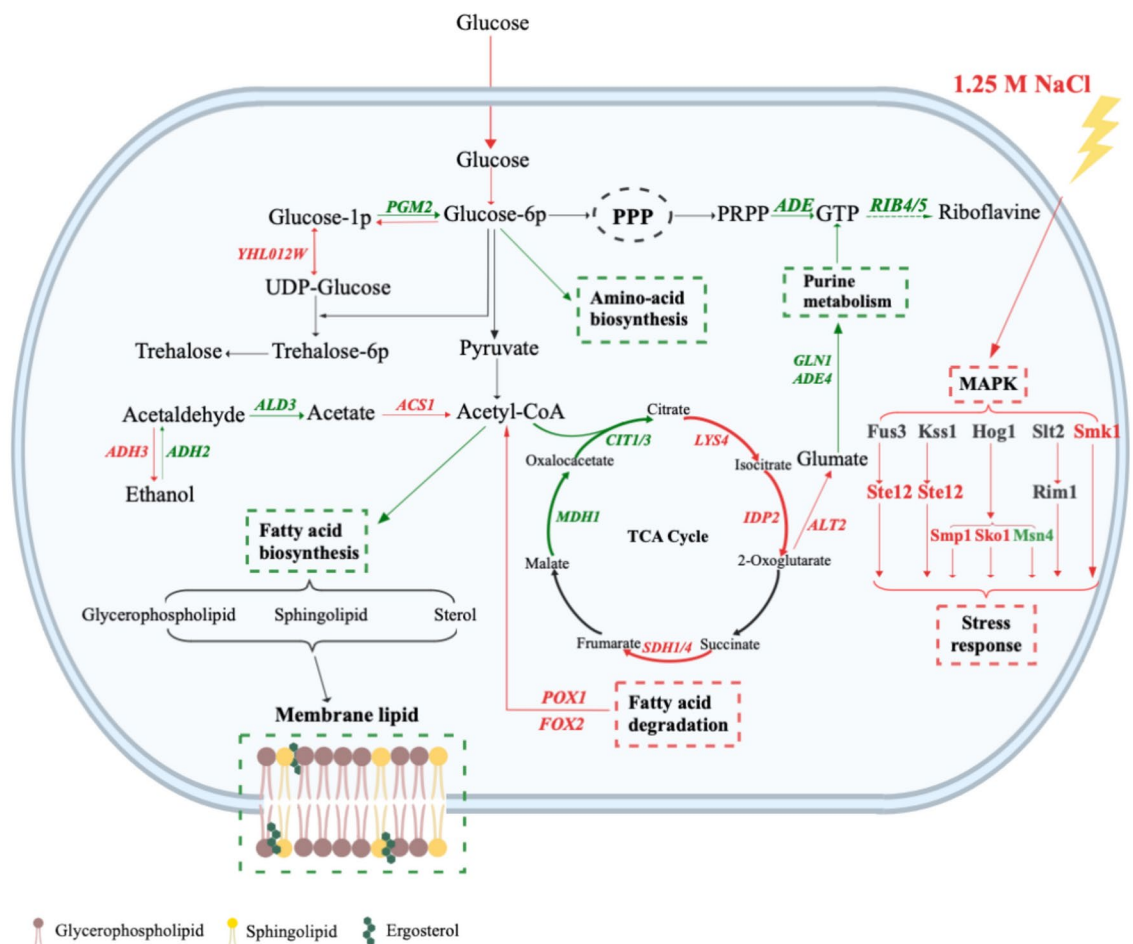 Glucose
1.25 M NaCl
Glucose
Glucose-1p
PGM2
Glucose-6p
PPP
PRPP
ADE
GTP
RIB4/5
Riboflavine
YHL012W
UDP-Glucose
Amino-acid
biosynthesis
Purine
metabolism
Trehalose
Trehalose-6p
Pyruvate
GLN1
ADE4
MAPK
Acetaldehyde
ALD3
Acetate
ACS1
Acetyl-CoA
Citrate
CIT1/3
LYS4
Oxalocacetate
Isocitrate
Glumate
Fus3
Kss1
Hog1
Slt2
Smk1
ADH3
ADH2
Ethanol
Ste12
Ste12
Rim1
MDH1
TCA Cycle
IDP2
ALT2
Smp1
Sko1
Msn4
Fatty acid
biosynthesis
Malate
2-Oxoglutarate
Glycerophospholipid
Sphingolipid
Sterol
Frumarate
SDH1/4
Succinate
Stress
response
POX1
FOX2
Fatty acid
degradation
Membrane lipid
Glycerophospholipid
Sphingolipid
Ergosterol